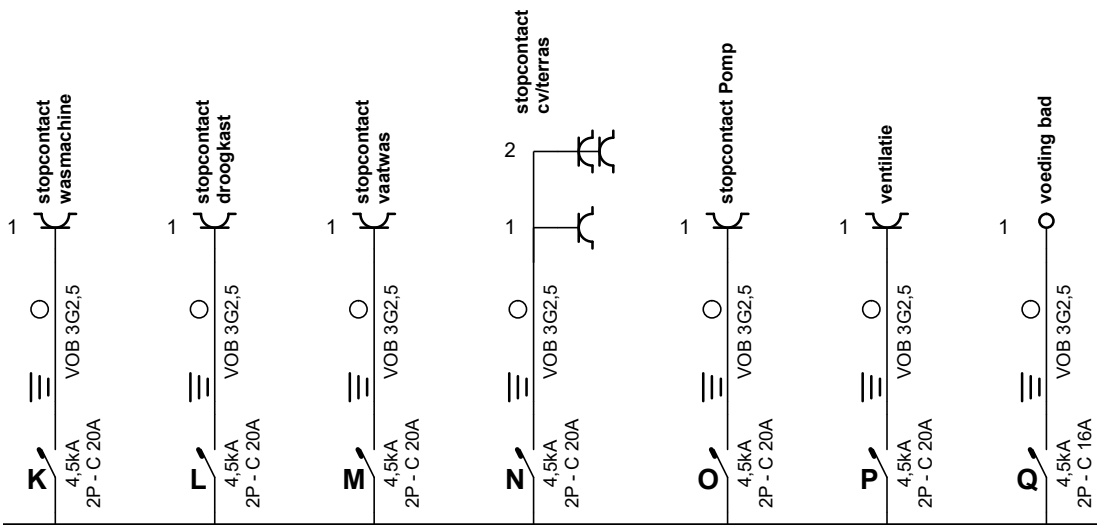 stopcontact
wasmachine
1
VOB 3G2,5
K
4,5kA
2P - C 20A
stopcontact
droogkast
1
VOB 3G2,5
L
4,5kA
2P - C 20A
stopcontact
vaatwas
1
VOB 3G2,5
M
4,5kA
2P - C 20A
stopcontact
cv/terras
2
1
VOB 3G2,5
N
4,5kA
2P - C 20A
stopcontact Pomp
1
VOB 3G2,5
O
4,5kA
2P - C 20A
ventilatie
1
VOB 3G2,5
P
4,5kA
2P - C 20A
voeding bad
1
VOB 3G2,5
Q
4,5kA
2P - C 16A